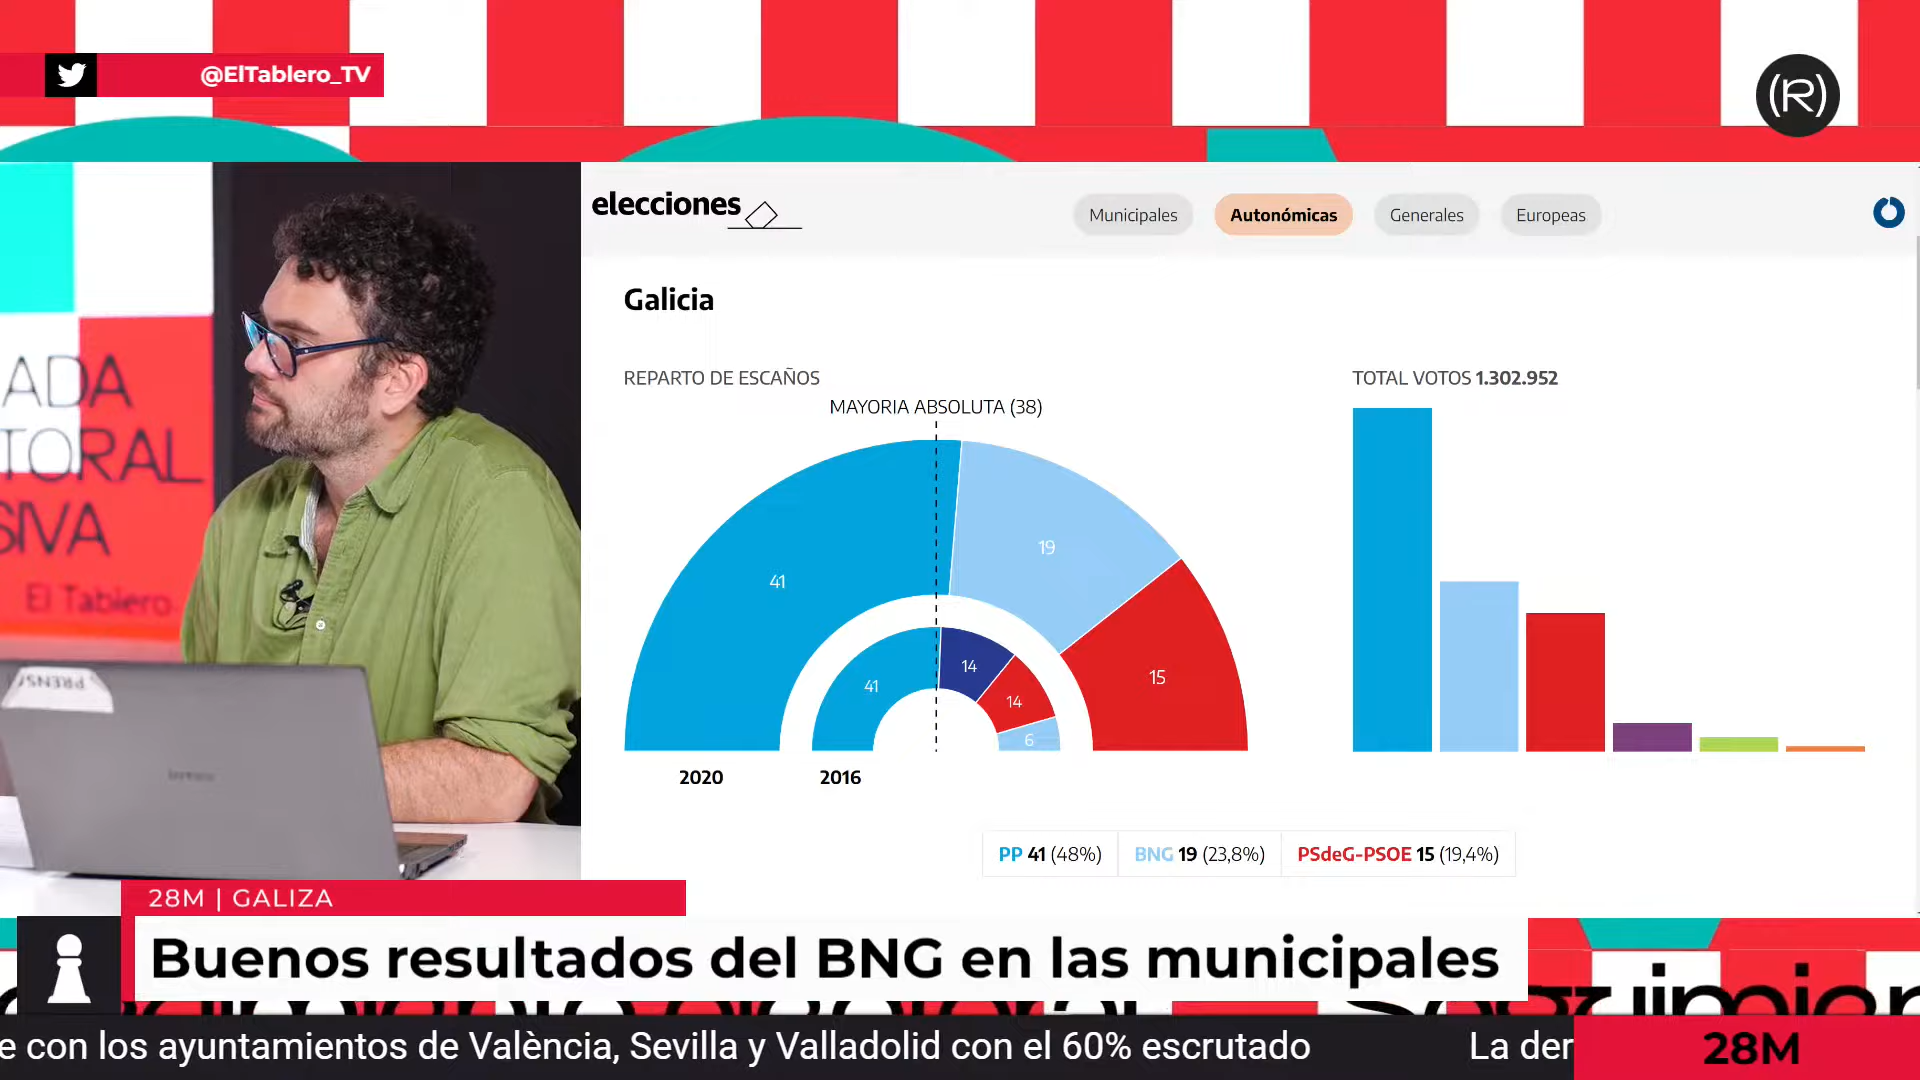 @ElTablero_TV
(R)
elecciones
Municipales
Autonómicas
Generales
Europeas
Galicia
REPARTO DE ESCAÑOS
TOTAL VOTOS 1.302.952
MAYORIA ABSOLUTA (38)
41
19
15
41
14
14
6
2020
2016
PP 41 (48%)
BNG 19 (23,8%)
PSdeG-PSOE 15 (19,4%)
ADA
TORAL
SIVA
El Tablero
PRENSA
28M | GALIZA
Buenos resultados del BNG en las municipales
e con los ayuntamientos de València, Sevilla y Valladolid con el 60% escrutado
La der
28M